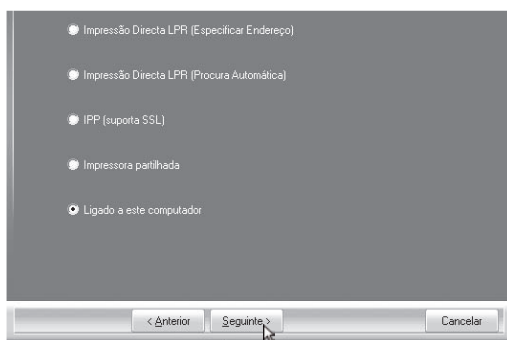 Impressão Directa LPR (Especificar Endereço)
Impressão Directa LPR (Procura Automática)
IPP (suporta SSL)
Impressora partilhada
Ligado a este computador
< Anterior Seguinte > Cancelar